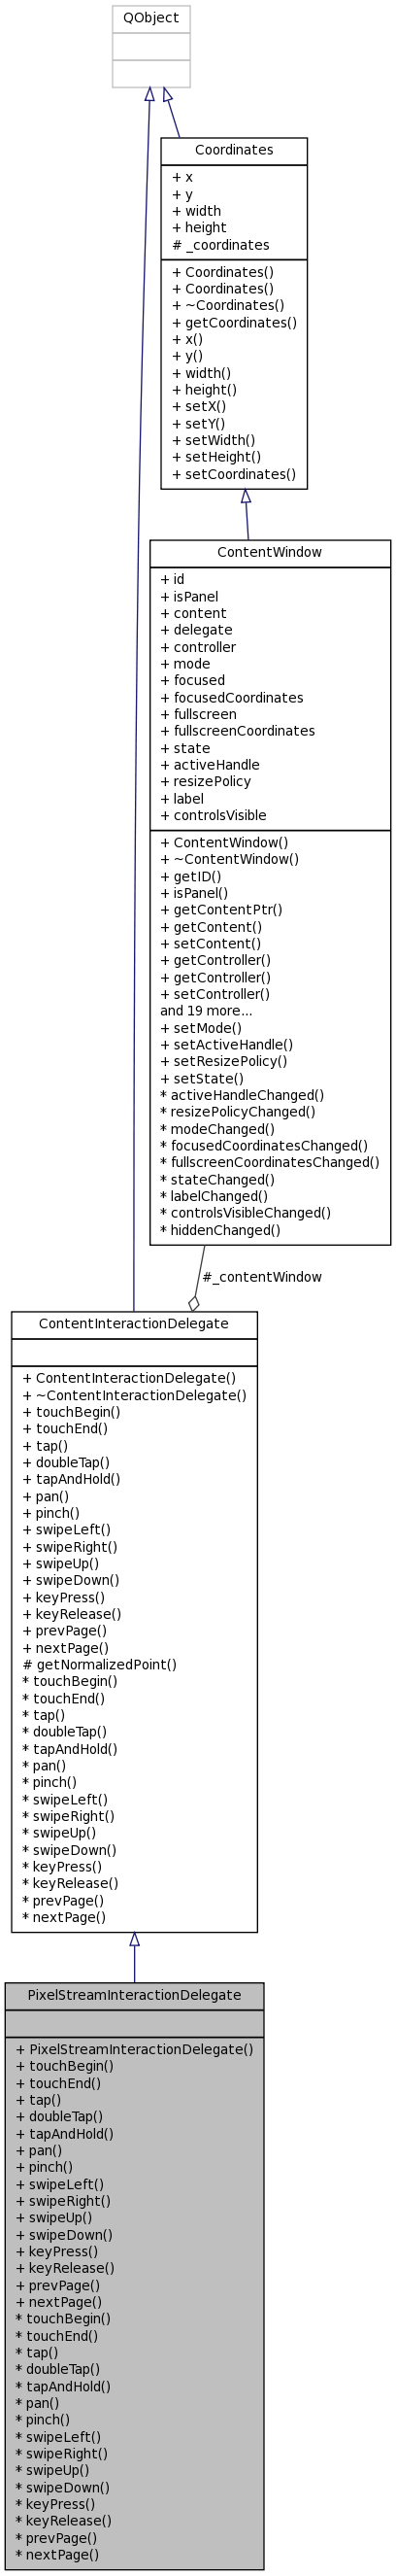 QObject
Coordinates
+ x
+ y
+ width
+ height
# _coordinates
+ Coordinates()
+ Coordinates()
+ ~Coordinates()
+ getCoordinates()
+ x()
+ y()
+ width()
+ height()
+ setX()
+ setY()
+ setWidth()
+ setHeight()
+ setCoordinates()
ContentWindow
+ id
+ isPanel
+ content
+ delegate
+ controller
+ mode
+ focused
+ focusedCoordinates
+ fullscreen
+ fullscreenCoordinates
+ state
+ activeHandle
+ resizePolicy
+ label
+ controlsVisible
+ ContentWindow()
+ ~ContentWindow()
+ getID()
+ isPanel()
+ getContentPtr()
+ getContent()
+ setContent()
+ getController()
+ getController()
+ setController()
and 19 more...
+ setMode()
+ setActiveHandle()
+ setResizePolicy()
+ setState()
* activeHandleChanged()
* resizePolicyChanged()
* modeChanged()
* focusedCoordinatesChanged()
* fullscreenCoordinatesChanged()
* stateChanged()
* labelChanged()
* controlsVisibleChanged()
* hiddenChanged()
#_contentWindow
ContentInteractionDelegate
+ ContentInteractionDelegate()
+ ~ContentInteractionDelegate()
+ touchBegin()
+ touchEnd()
+ tap()
+ doubleTap()
+ tapAndHold()
+ pan()
+ pinch()
+ swipeLeft()
+ swipeRight()
+ swipeUp()
+ swipeDown()
+ keyPress()
+ keyRelease()
+ prevPage()
+ nextPage()
# getNormalizedPoint()
* touchBegin()
* touchEnd()
* tap()
* doubleTap()
* tapAndHold()
* pan()
* pinch()
* swipeLeft()
* swipeRight()
* swipeUp()
* swipeDown()
* keyPress()
* keyRelease()
* prevPage()
* nextPage()
PixelStreamInteractionDelegate
+ PixelStreamInteractionDelegate()
+ touchBegin()
+ touchEnd()
+ tap()
+ doubleTap()
+ tapAndHold()
+ pan()
+ pinch()
+ swipeLeft()
+ swipeRight()
+ swipeUp()
+ swipeDown()
+ keyPress()
+ keyRelease()
+ prevPage()
+ nextPage()
* touchBegin()
* touchEnd()
* tap()
* doubleTap()
* tapAndHold()
* pan()
* pinch()
* swipeLeft()
* swipeRight()
* swipeUp()
* swipeDown()
* keyPress()
* keyRelease()
* prevPage()
* nextPage()